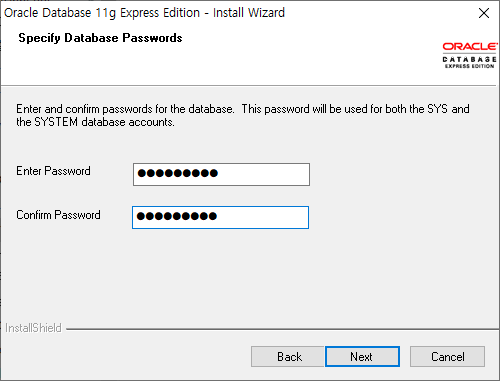 Oracle Database 11g Express Edition - Install Wizard
Specify Database Passwords
ORACLE
DATABASE
EXPRESS EDITION
Enter and confirm passwords for the database. This password will be used for both the SYS and
the SYSTEM database accounts.
Enter Password ●●●●●●●●●
Confirm Password ●●●●●●●●●
InstallShield
Back Next Cancel